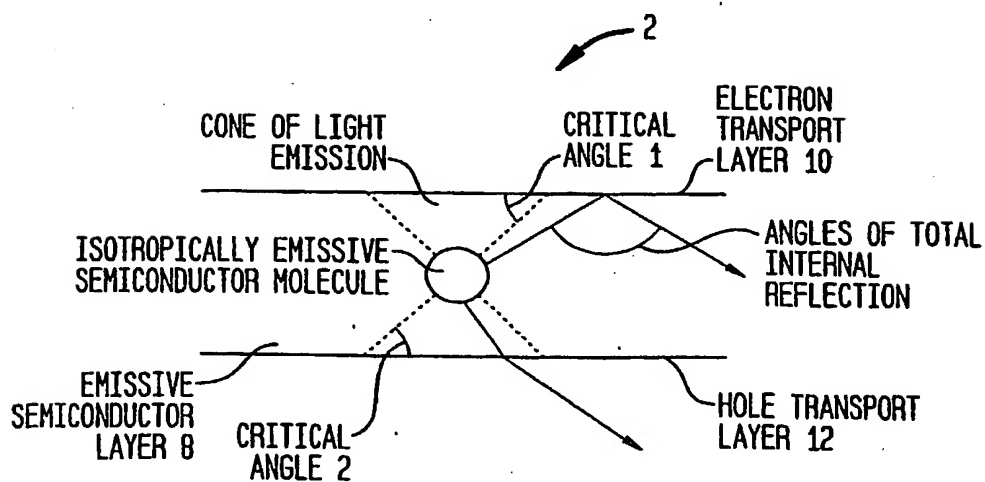 2
CONE OF LIGHT
EMISSION
CRITICAL
ANGLE 1
ELECTRON
TRANSPORT
LAYER 10
ISOTROPICALLY EMISSIVE
SEMICONDUCTOR MOLECULE
ANGLES OF TOTAL
INTERNAL
REFLECTION
EMISSIVE
SEMICONDUCTOR
LAYER 8
CRITICAL
ANGLE 2
HOLE TRANSPORT
LAYER 12